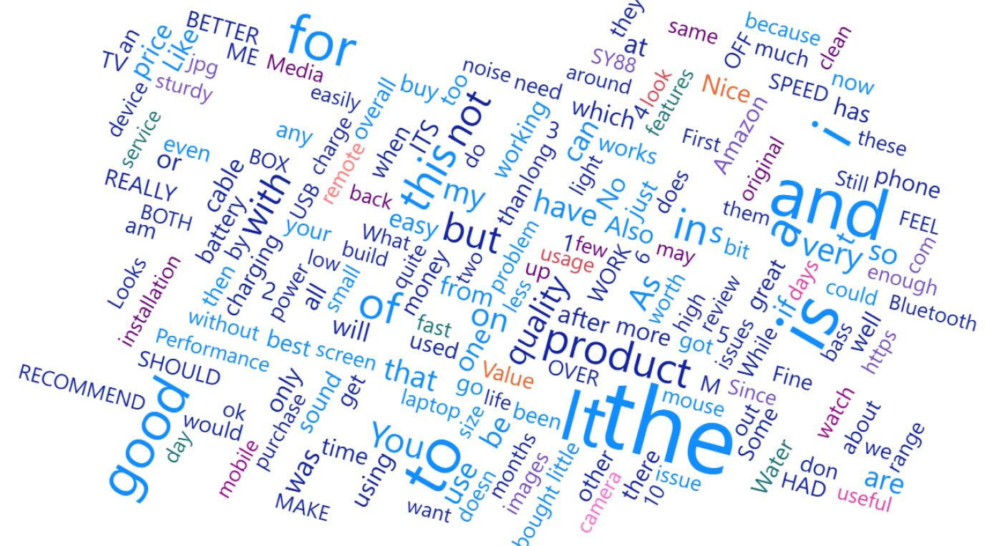 BETTER
for
they
same
because
clean
an
price
Like
ME
at
OFF
much
TV
jpg
Media
SY88
now
sturdy
easily
overall
buy
too
noise
need
around
look
features
Nice
SPEED
has
device
service
any
charge
remote
when
ITS
this
not
do
working
3
which
4
can
works
First
Amazon
i
these
even
or
BOX
cable
with
back
my
than
long
light
No
just
does
original
Still
phone
REALLY
BOTH
am
battery
by
USB
your
easy
but
have
Also
in
s
them
and
a
t
FEEL
charging
What
build
low
quite
money
two
problem
1
few
usage
up
WORK
6
may
bit
very
so
com
Looks
installation
then
2
power
all
small
from
less
quality
As
worth
high
review
great
if
days
is
could
enough
Bluetooth
without
best
screen
will
of
fast
used
on
one
after
more
got
5
issues
While
bass
well
https
Performance
SHOULD
only
sound
get
that
go
Value
product
OVER
M
Since
Fine
RECOMMEND
good
ok
would
purchase
laptop
size
life
been
be
It
the
mouse
out
Some
watch
about
day
mobile
was
time
using
You
to
use
doesn
months
images
little
bought
other
camera
there
10
issue
Water
don
HAD
we
range
are
useful
MAKE
want